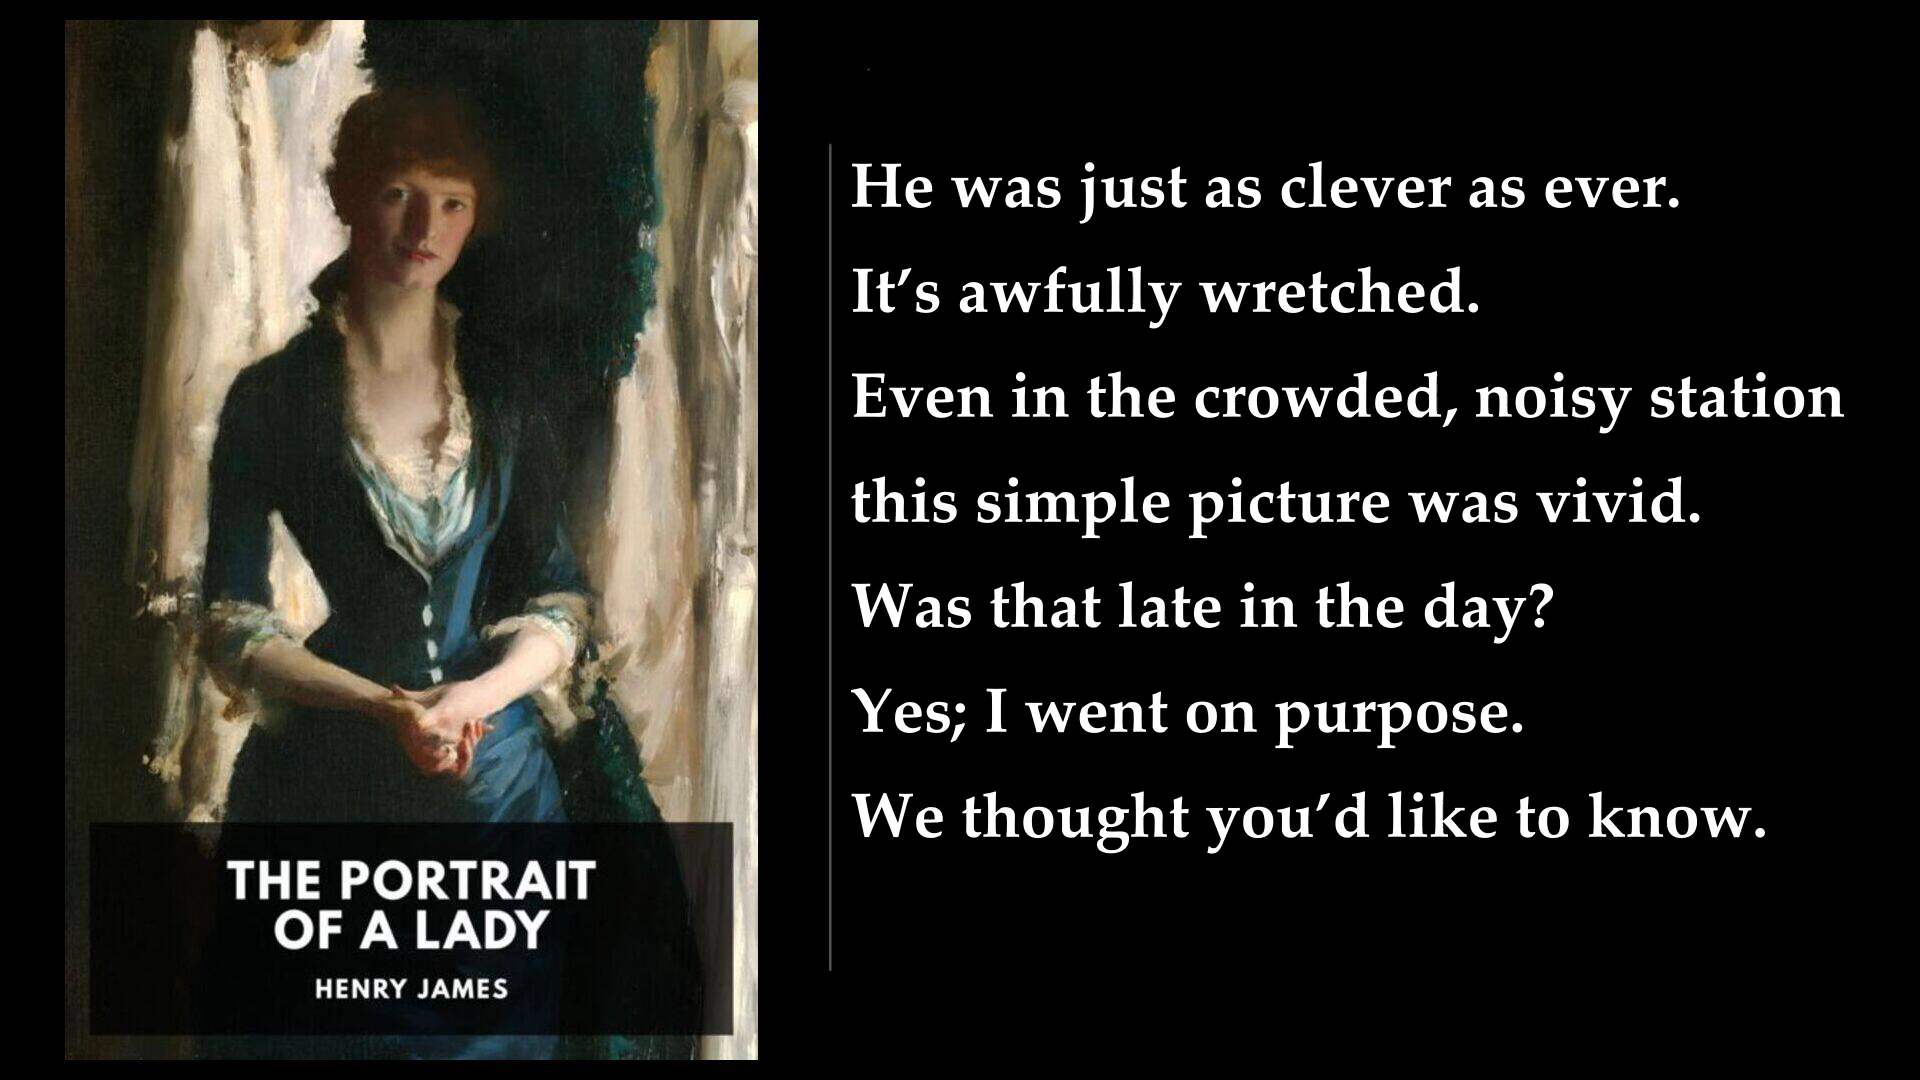 THE PORTRAIT
OF A LADY
HENRY JAMES
He was just as clever as ever.
It’s awfully wretched.
Even in the crowded, noisy station
this simple picture was vivid.
Was that late in the day?
Yes; I went on purpose.
We thought you’d like to know.